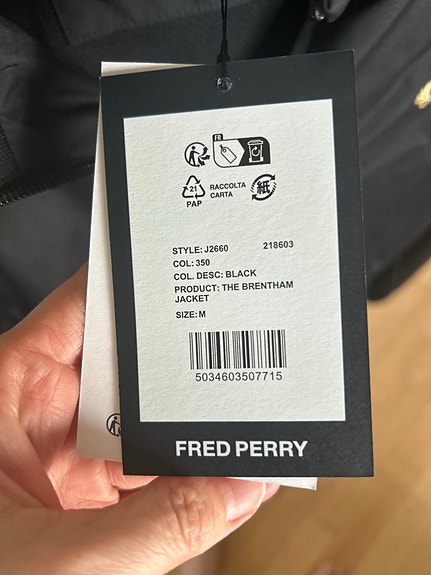 FR
21
PAP
RACCOLTA
CARTA
紙
STYLE: J2660 218603
COL: 350
COL. DESC: BLACK
PRODUCT: THE BRENTHAM
JACKET
SIZE: M
5034603507715
FRED PERRY